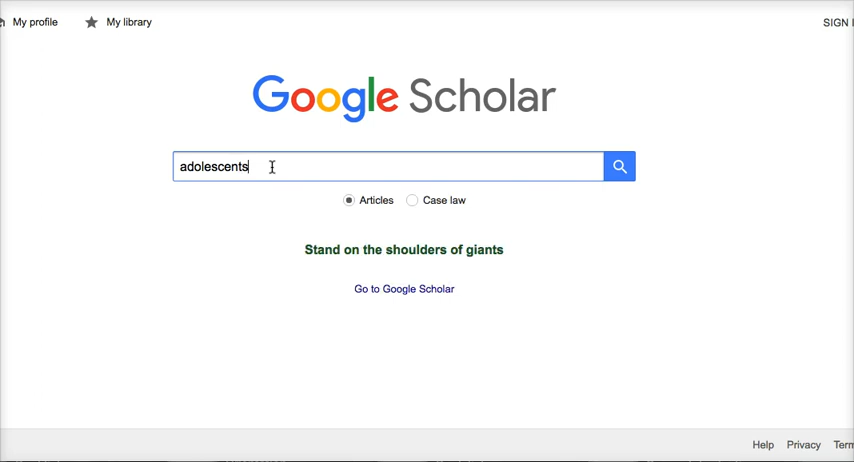 My profile
My library
SIGN
Google Scholar
adolescents
Articles
Case law
Stand on the shoulders of giants
Go to Google Scholar
Help
Privacy